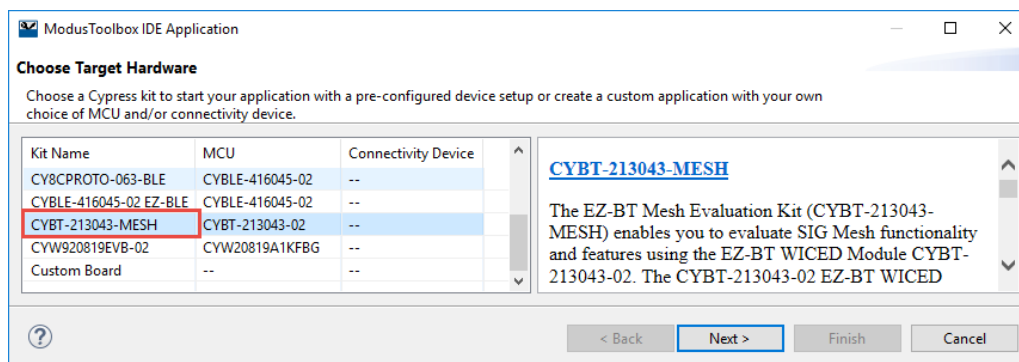 ModusToolbox IDE Application
Choose Target Hardware
Choose a Cypress kit to start your application with a pre-configured device setup or create a custom application with your own
choice of MCU and/or connectivity device.
Kit Name MCU Connectivity Device
CY8CPROTO-063-BLE CYBLE-416045-02 --
CYBLE-416045-02 EZ-BLE CYBLE-416045-02 --
CYBT-213043-MESH CYBT-213043-02 --
CYW920819EVB-02 CYW20819A1KFBG --
Custom Board -- --
CYBT-213043-MESH
The EZ-BT Mesh Evaluation Kit (CYBT-213043-
MESH) enables you to evaluate SIG Mesh functionality
and features using the EZ-BT WICED Module CYBT-
213043-02. The CYBT-213043-02 EZ-BT WICED
? < Back Next > Finish Cancel